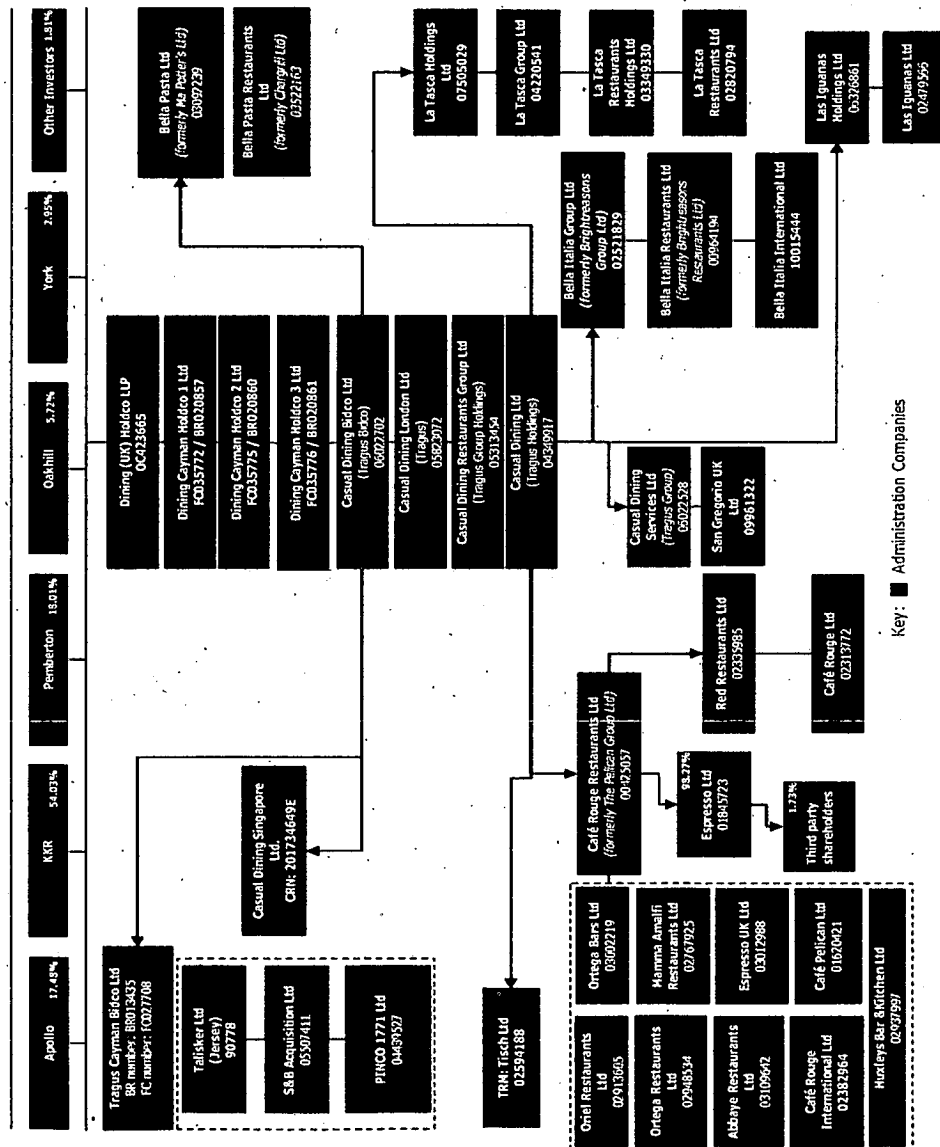 Apollo 17.48%
KKR 54.03%
Pemberton 18.01%
Oakhill 5.72%
York 2.95%
Other Investors 1.81%
Dining (UK) Holdco LLP
OC423665
Dining Cayman Holdco 1 Ltd
FC035772 / BR020857
Dining Cayman Holdco 2 Ltd
FC035775 / BR020860
Dining Cayman Holdco 3 Ltd
FC035776 / BR020861
Casual Dining Bidco Ltd
(Tragus Bidco)
06022702
Casual Dining London Ltd
(Tragus)
05823072
Casual Dining Restaurants Group Ltd
(Tragus Group Holdings)
05313454
Casual Dining Ltd
(Tragus Holdings)
04349917
Tragus Cayman Bidco Ltd
BR number: BR013435
FC number: FC027708
Talisker Ltd
(Jersey)
90778
S&B Acquisition Ltd
05507411
PINCO 1771 Ltd
04439527
Casual Dining Singapore
Ltd.
CRN: 201734649E
Bella Pasta Ltd
(formerly Ma Potter's Ltd)
Bella Pasta Restaurants
Ltd
La Tasca Holdings
Ltd
07505029
La Tasca Group Ltd
04220541
La Tasca
Restaurants
Holdings Ltd
03349330
La Tasca
Restaurants Ltd
02820794
TRN: Tisch Ltd
02594188
Café Rouge Restaurants Ltd
(formerly The Pelican Group Ltd)
00425057
Red Restaurants Ltd
02335985
Café Rouge Ltd
02313772
98.27%
Espresso Ltd
01845723
1.73%
Third party
shareholders
Oriel Restaurants
Ltd
02913665
Ortega Bars Ltd
03602219
Ortega Restaurants
Ltd
02948534
Mamma Amalfi
Restaurants Ltd
02767925
Abbaye Restaurants
Ltd
03109642
Espresso UK Ltd
03012988
Café Rouge
International Ltd
02382964
Café Pelican Ltd
01620421
Huxleys Bar & Kitchen Ltd
02937997
Casual Dining
Services Ltd
(Tragus Group)
06022528
San Gregorio UK
Ltd
09961322
Bella Italia Group Ltd
(formerly Brightreasons
Group Ltd)
02521829
Bella Italia Restaurants Ltd
(formerly Brightreasons
Restaurants Ltd)
00964194
Bella Italia International Ltd
10015444
Las Iguanas
Holdings Ltd
06326861
Las Iguanas Ltd
02479566
Key: ■ Administration Companies